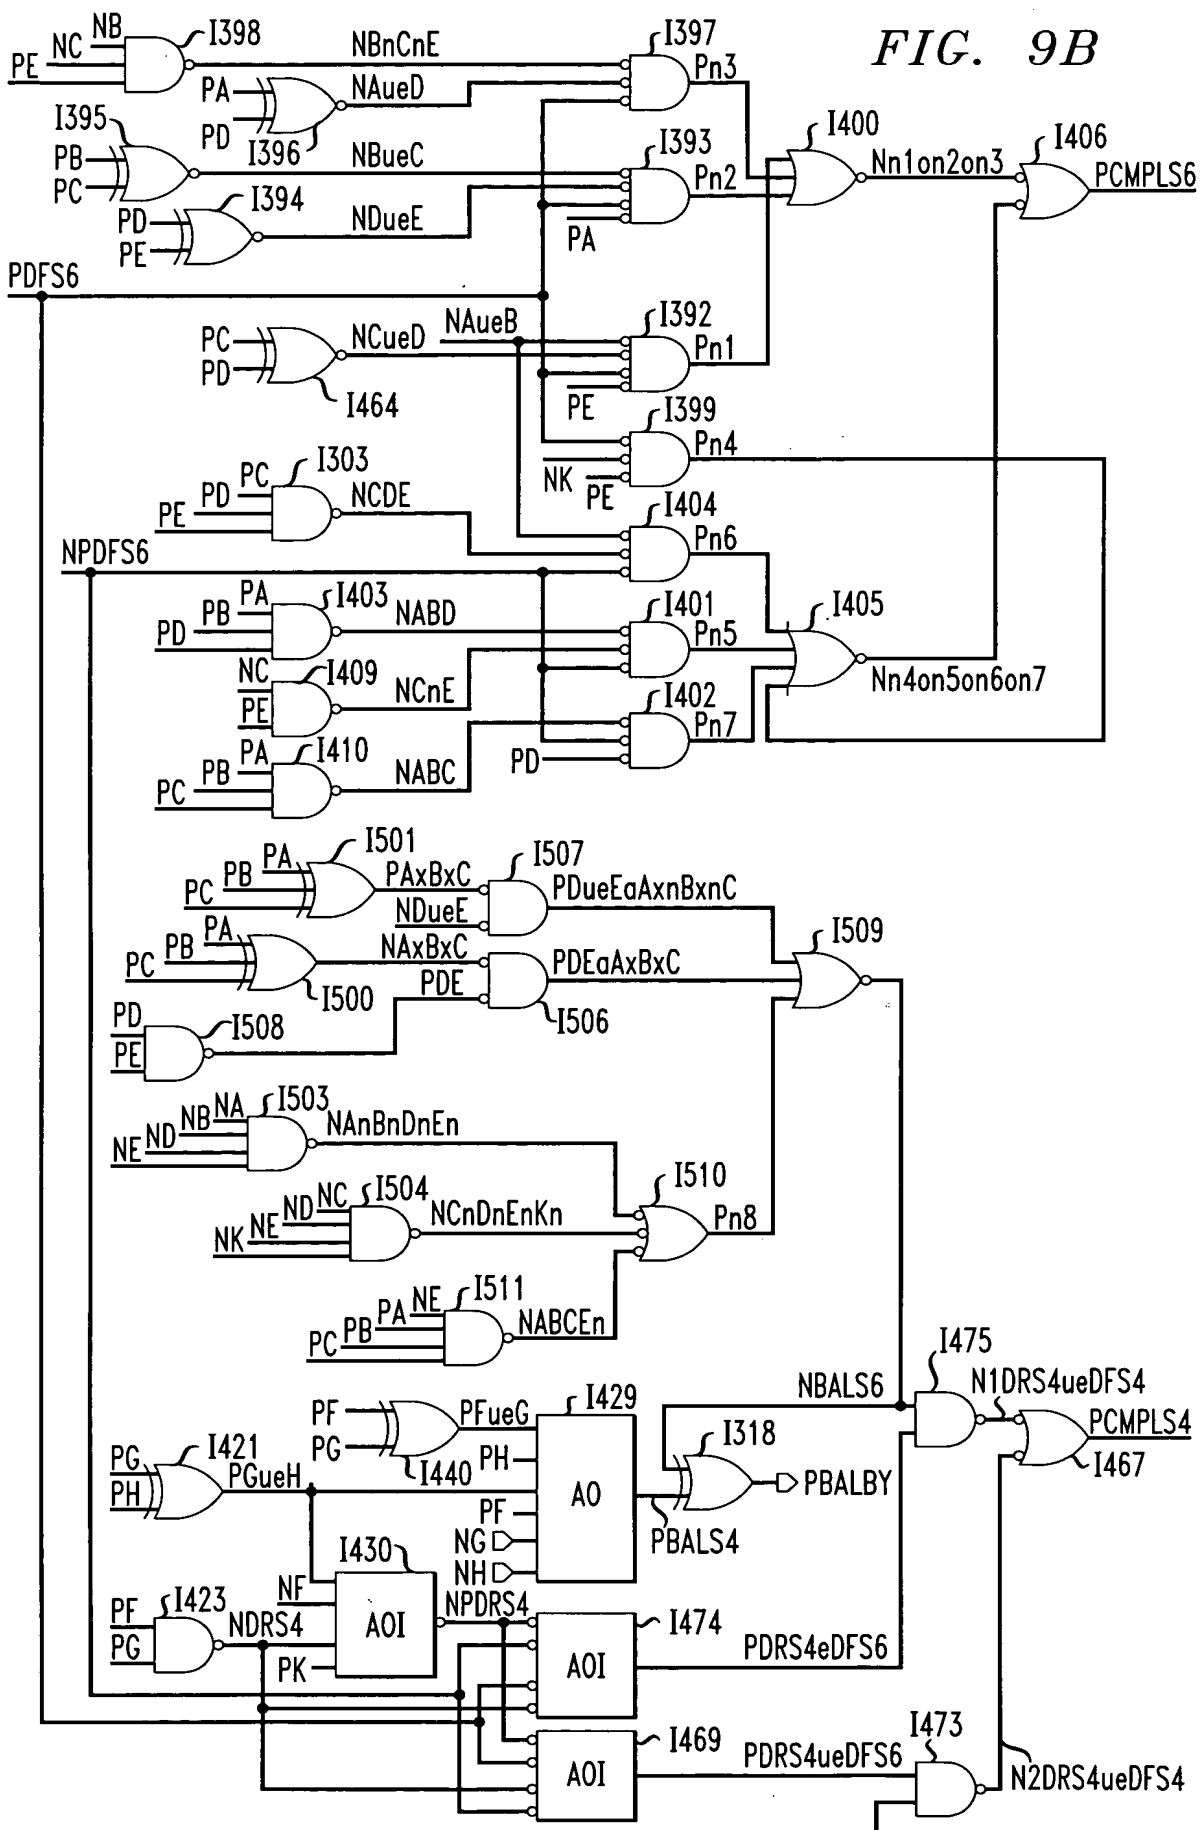 FIG. 9B
NB I398 NBnCnE I397
NC Pn3
PE PA NAueD
PD I396
I395 I393 I400 I406
PB NBueC Pn2 Nn1on2on3 PCMPLS6
PC I394
PD NDueE PA
PE
PDFS6
PC NCueD NAueB I392
PD Pn1
I464 PE I399
Pn4
PC I303 NK
PD NCDE PE
PE I404
NPDFS6 Pn6
PA I403 I401 I405
PB NABD Pn5
PD
NC I409 Nn4on5on6on7
PE NCnE I402
PA I410 Pn7
PB NABC PD
PC
I501 I507
PA PAxBxC PDueEaAxnBxnC
PB
PC NDueE
PA I509
PB NAxBxC PDEaAxBxC
PC PDE
I500 I506
PD I508
PE
NA I503
NB NAnBnDnEn
ND
NE I510
NC I504
ND NCnDnEnKn Pn8
NE
NK
NE I511
PA NABCEn
PB
PC I475
NBALS6 N1DRS4ueDFS4
I429
PF PFueG I318 PCMPLS4
PG PH
I421 I440 I467
PG PGueH AO PBALBY
PH PF
NG PBALS4
NH
I430
NF NPDRS4
I423
PF NDRS4 AOI I474
PG PDRS4eDFS6
PK AOI
I469 I473
AOI PDRS4ueDFS6 N2DRS4ueDFS4